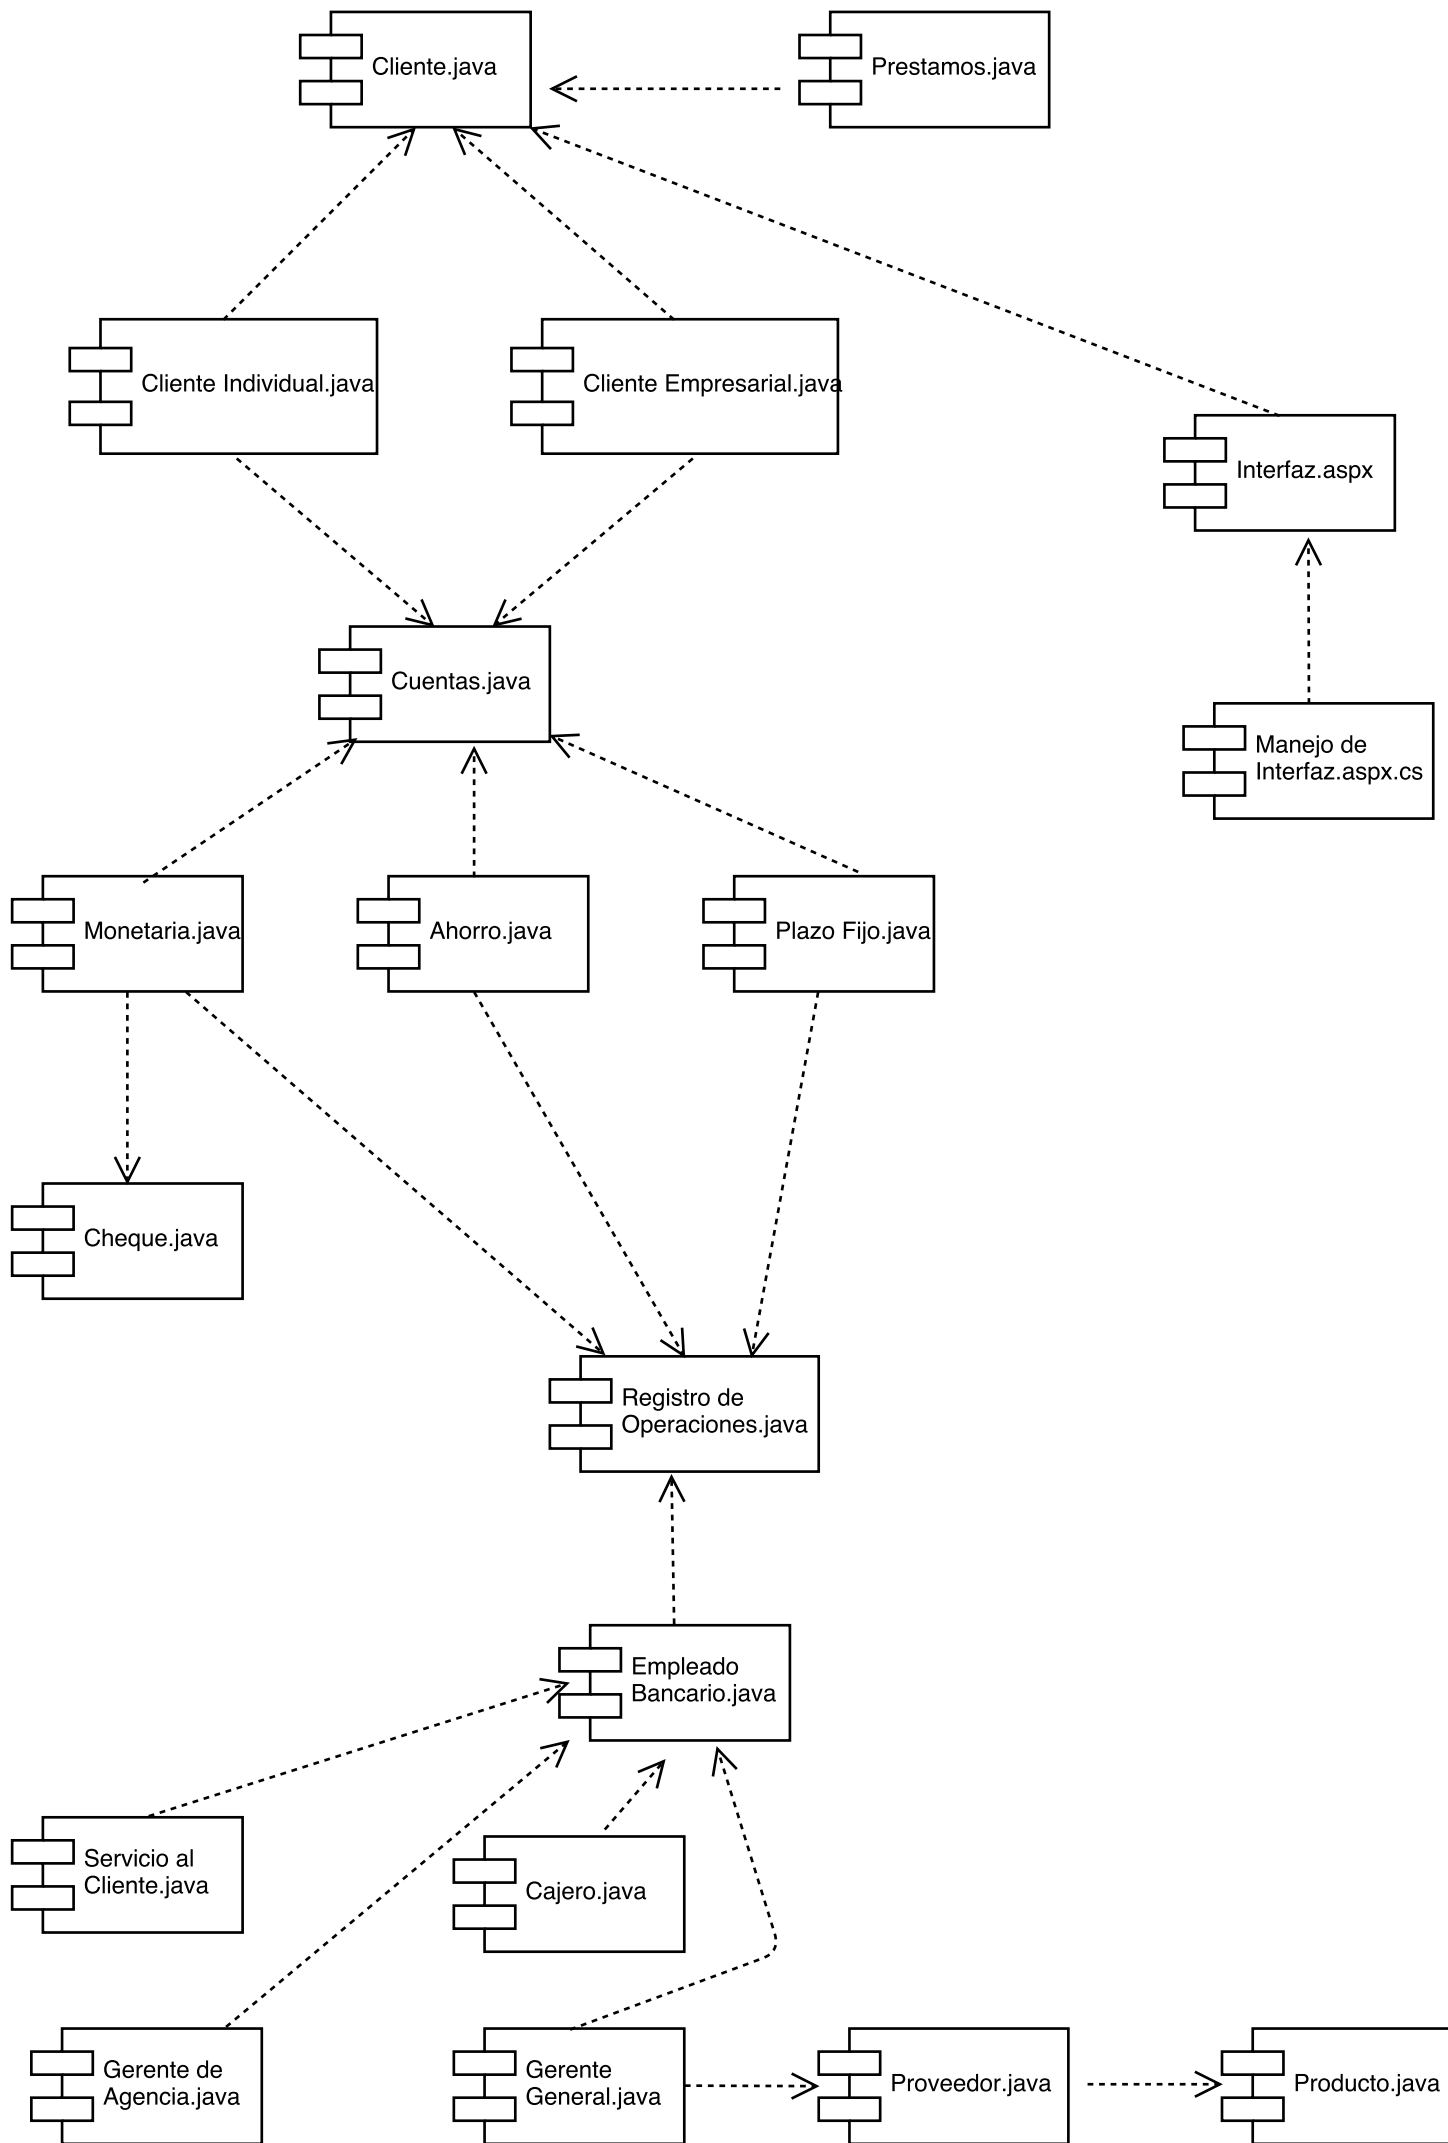 Cliente.java
Prestamos.java
Cliente Individual.java
Cliente Empresarial.java
Interfaz.aspx
Cuentas.java
Manejo de
Interfaz.aspx.cs
Monetaria.java
Ahorro.java
Plazo Fijo.java
Cheque.java
Registro de
Operaciones.java
Empleado
Bancario.java
Servicio al
Cliente.java
Cajero.java
Gerente de
Agencia.java
Gerente
General.java
Proveedor.java
Producto.java